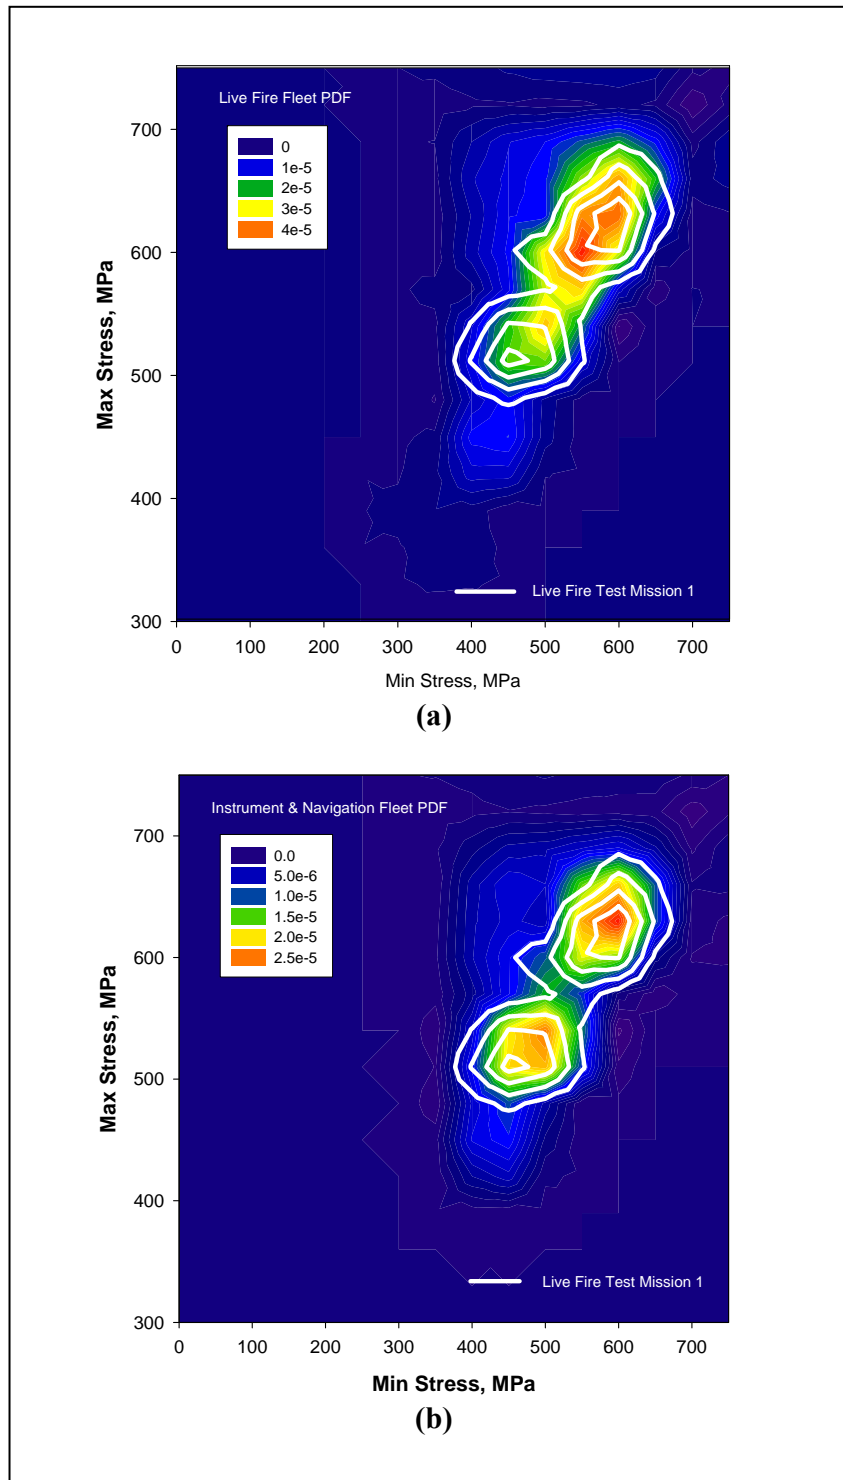 Live Fire Fleet PDF
0
1e-5
2e-5
3e-5
4e-5
700
600
500
400
300
Max Stress, MPa
0 100 200 300 400 500 600 700
Min Stress, MPa
Live Fire Test Mission 1
(a)
Instrument & Navigation Fleet PDF
0.0
5.0e-6
1.0e-5
1.5e-5
2.0e-5
2.5e-5
700
600
500
400
300
Max Stress, MPa
0 100 200 300 400 500 600 700
Min Stress, MPa
Live Fire Test Mission 1
(b)